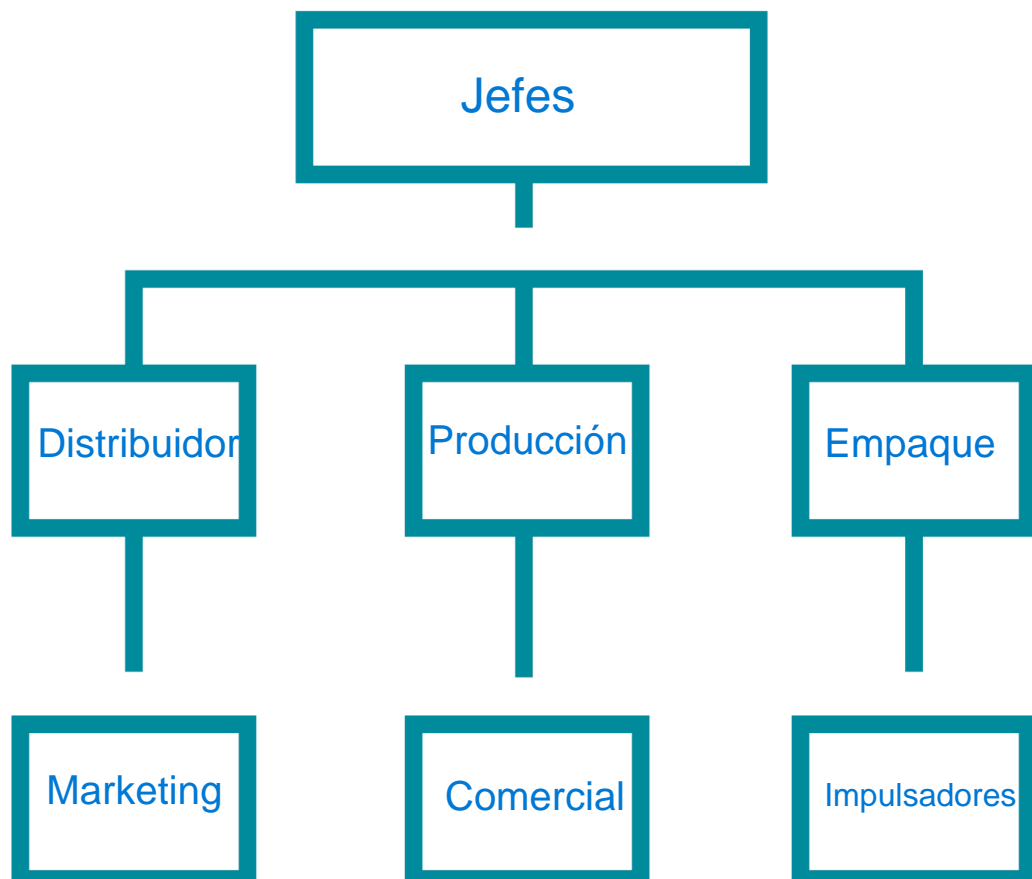 Jefes
Distribuidor
Producción
Empaque
Marketing
Comercial
Impulsadores